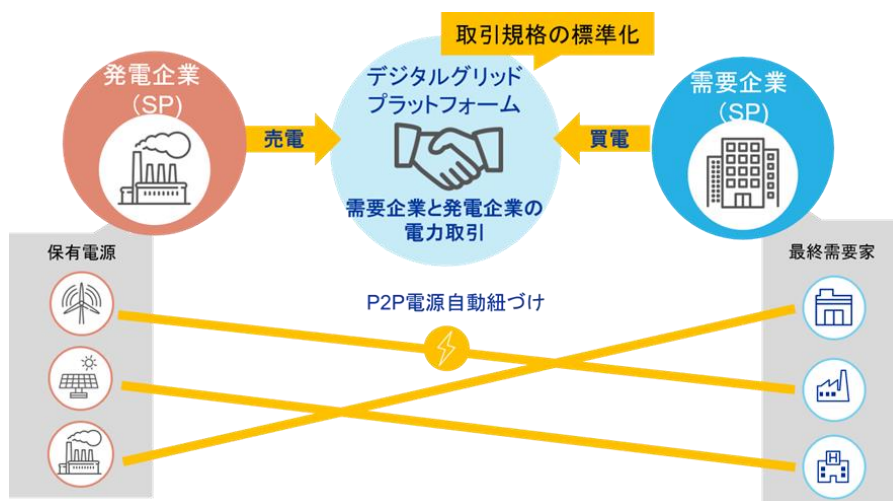 取引規格の標準化
発電企業
（SP）
デジタルグリッド
プラットフォーム
需要企業
（SP）
売電
買電
需要企業と発電企業の
電力取引
保有電源
最終需要家
P2P電源自動紐づけ
H